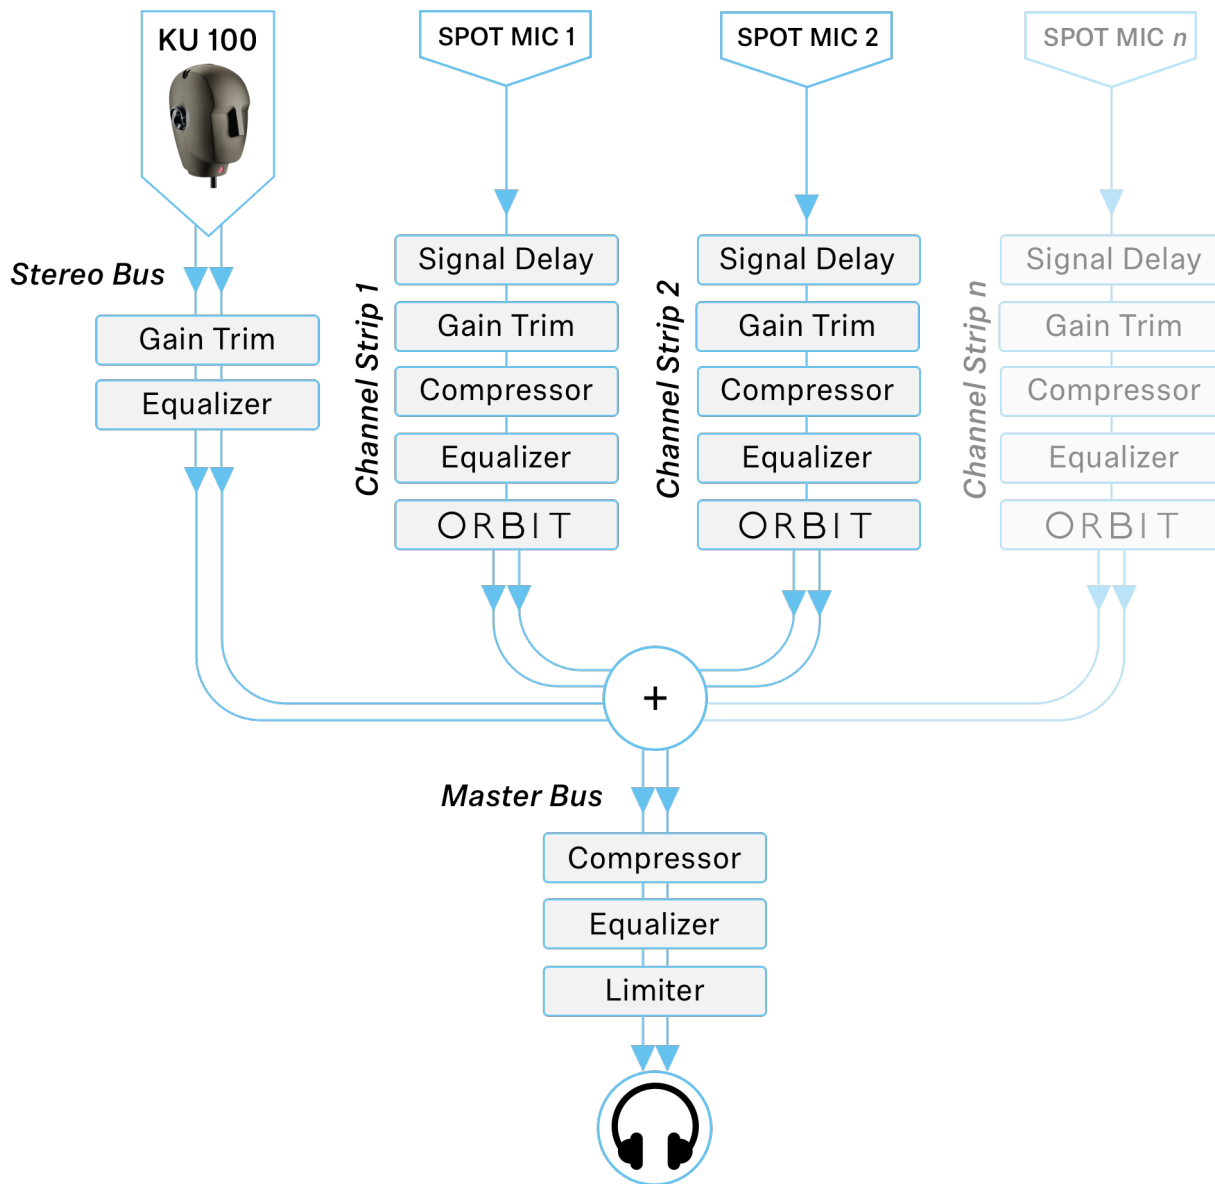 KU 100
SPOT MIC 1
SPOT MIC 2
SPOT MIC n
Stereo Bus
Gain Trim
Equalizer
Channel Strip 1
Signal Delay
Gain Trim
Compressor
Equalizer
ORBIT
Channel Strip 2
Signal Delay
Gain Trim
Compressor
Equalizer
ORBIT
Channel Strip n
Signal Delay
Gain Trim
Compressor
Equalizer
ORBIT
+
Master Bus
Compressor
Equalizer
Limiter